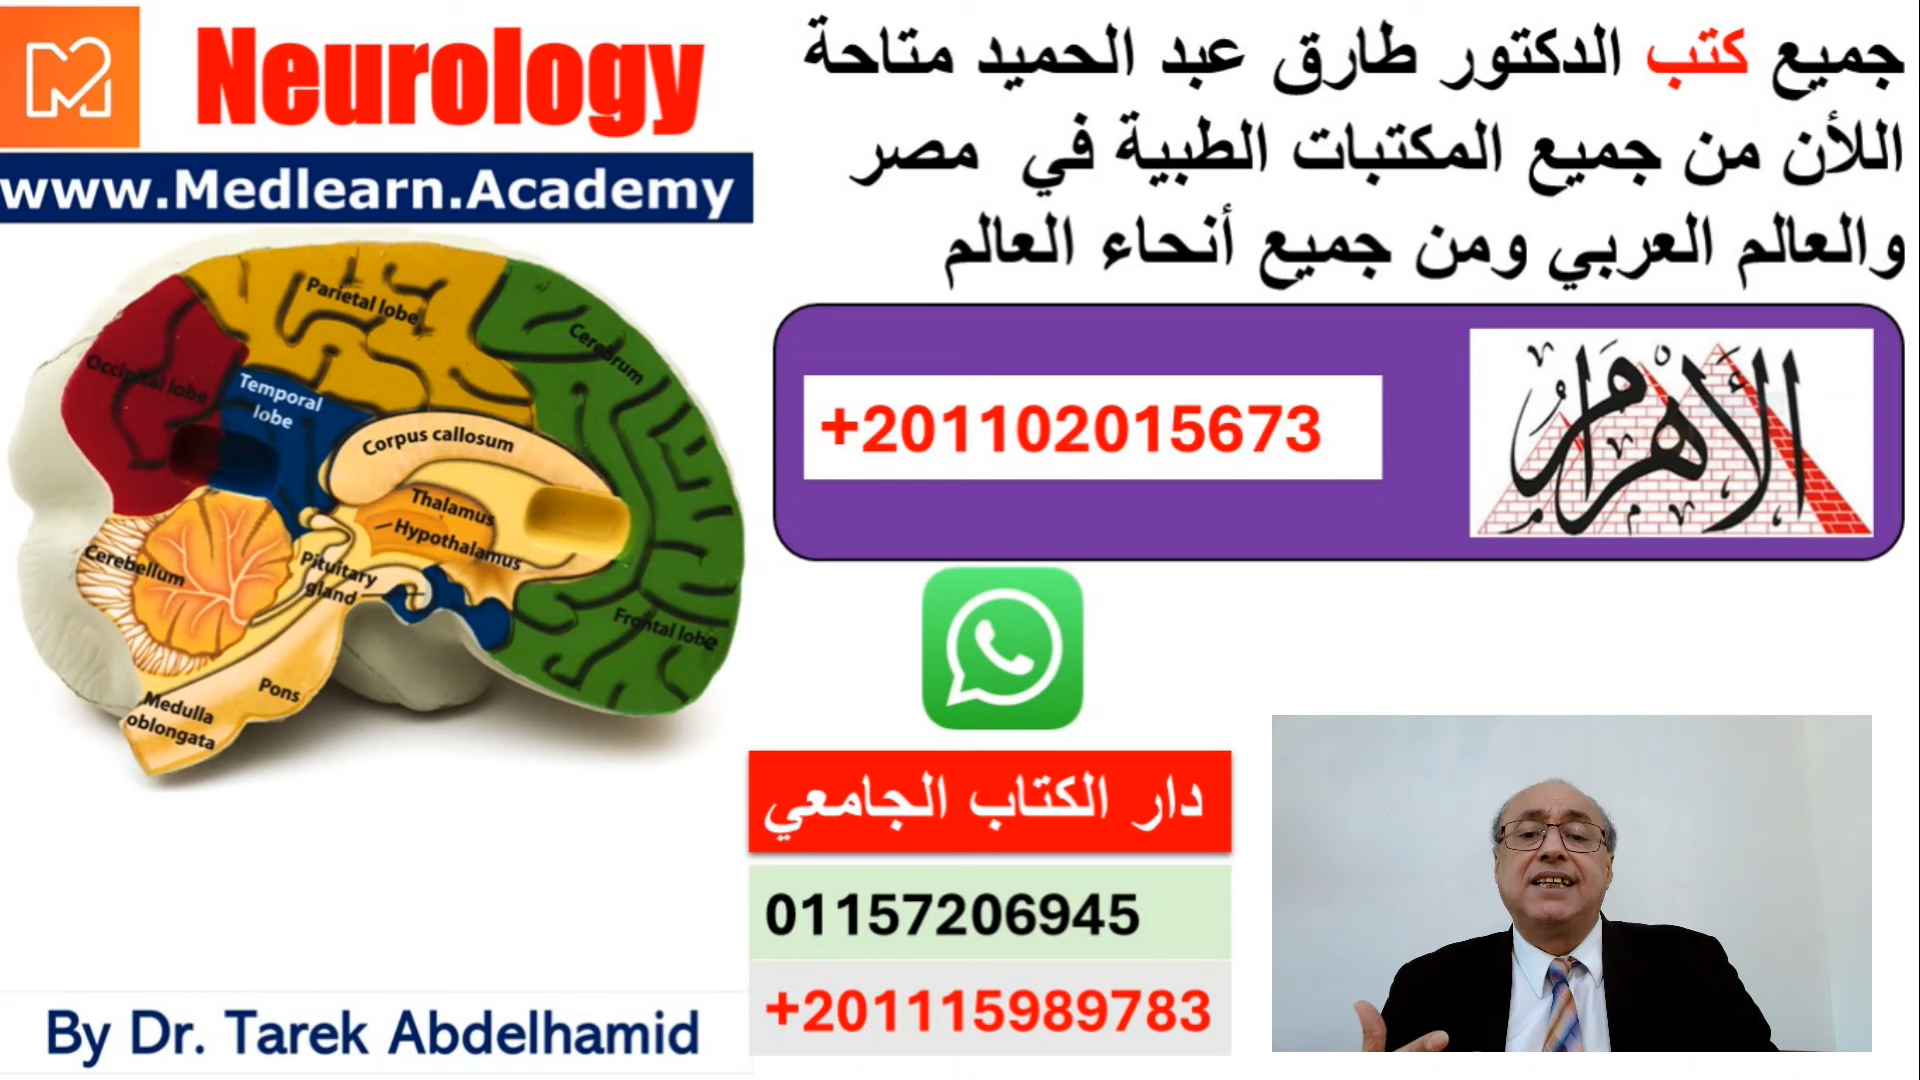 Neurology
www.Medlearn.Academy
Parietal lobe
Cerebrum
Occipital lobe
Temporal
lobe
Corpus callosum
Thalamus
Hypothalamus
Cerebellum
Pituitary
gland
Frontal lobe
Pons
Medulla
oblongata
By Dr. Tarek Abdelhamid
جميع كتب الدكتور طارق عبد الحميد متاحة
اللأن من جميع المكتبات الطبية في مصر
والعالم العربي ومن جميع أنحاء العالم
+201102015673
الأهرام
دار الكتاب الجامعي
01157206945
+201115989783